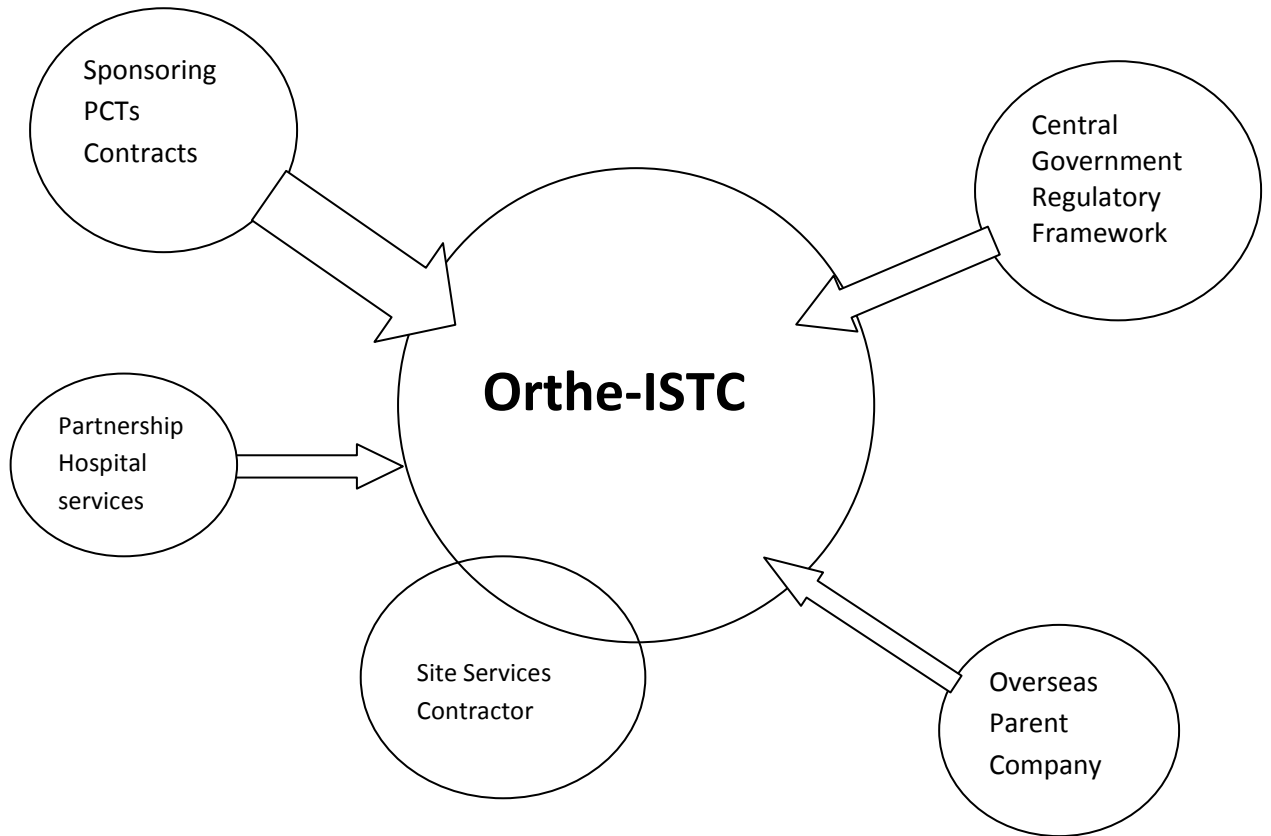 Sponsoring
PCTs
Contracts
Central
Government
Regulatory
Framework
Orthe-ISTC
Partnership
Hospital
services
Site Services
Contractor
Overseas
Parent
Company